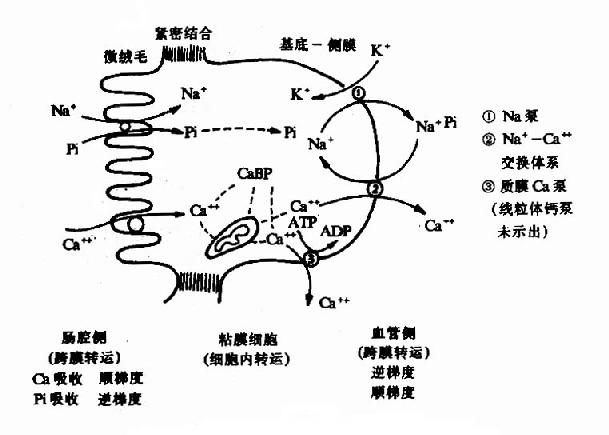 紧密结合
微绒毛
基底－侧膜
K⁺
Na⁺
Na⁺
K⁺
①
Pi
Pi
Pi
Na⁺
Na⁺
Pi
CaBP
②
Ca⁺⁺
Ca⁺⁺
Ca⁺⁺
ATP
ADP
Ca⁺⁺
Ca⁺⁺
③
Ca⁺⁺
① Na 泵
② Na⁺－Ca⁺⁺
交换体系
③ 质膜 Ca 泵
(线粒体钙泵
未示出)
肠腔侧
(跨膜转运)
Ca 吸收 顺梯度
Pi 吸收 逆梯度
粘膜细胞
(细胞内转运)
血管侧
(跨膜转运)
逆梯度
顺梯度